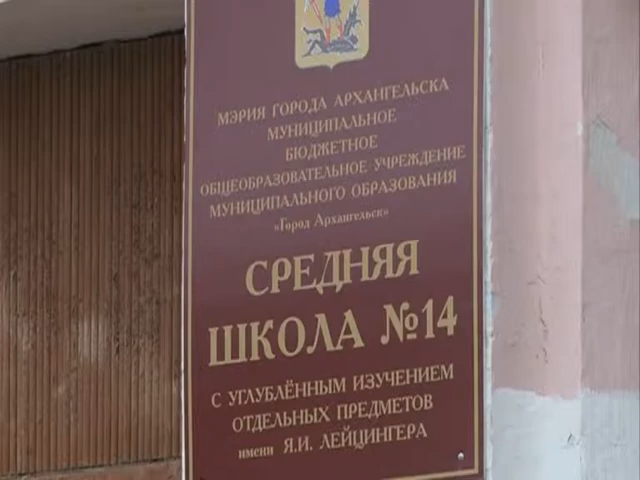 МЭРИЯ ГОРОДА АРХАНГЕЛЬСКА
МУНИЦИПАЛЬНОЕ
БЮДЖЕТНОЕ
ОБЩЕОБРАЗОВАТЕЛЬНОЕ УЧРЕЖДЕНИЕ
МУНИЦИПАЛЬНОГО ОБРАЗОВАНИЯ
«Город Архангельск»
СРЕДНЯЯ
ШКОЛА №14
С УГЛУБЛЁННЫМ ИЗУЧЕНИЕМ
ОТДЕЛЬНЫХ ПРЕДМЕТОВ
имени Я.И. ЛЕЙЦИНГЕРА